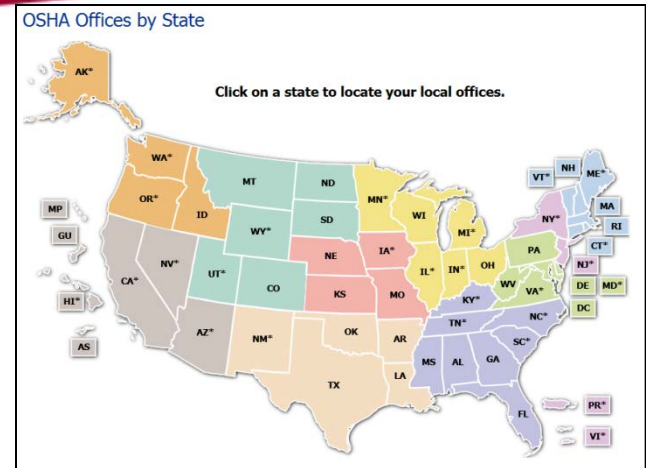 OSHA Offices by State
AK*
Click on a state to locate your local offices.
WA*
MT
ND
MN*
VT*
NH
ME*
OR*
ID
WY*
SD
WI
MI*
NY*
MA
RI
CT*
MP
GU
NV*
UT*
CO
NE
IA*
IL*
IN*
OH
PA
NJ*
CA*
KS
MO
WV
VA*
DE
MD*
DC
HI*
AS
AZ*
NM*
OK
AR
KY*
TN*
NC*
SC*
TX
LA
MS
AL
GA
FL
PR*
VI*